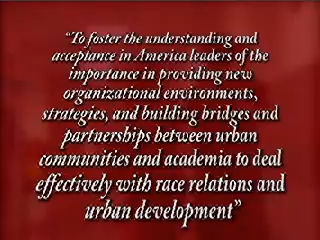 “To foster the understanding and
acceptance in America leaders of the
importance in providing new
organizational environments,
strategies, and building bridges and
partnerships between urban
communities and academia to deal
effectively with race relations and
urban development”